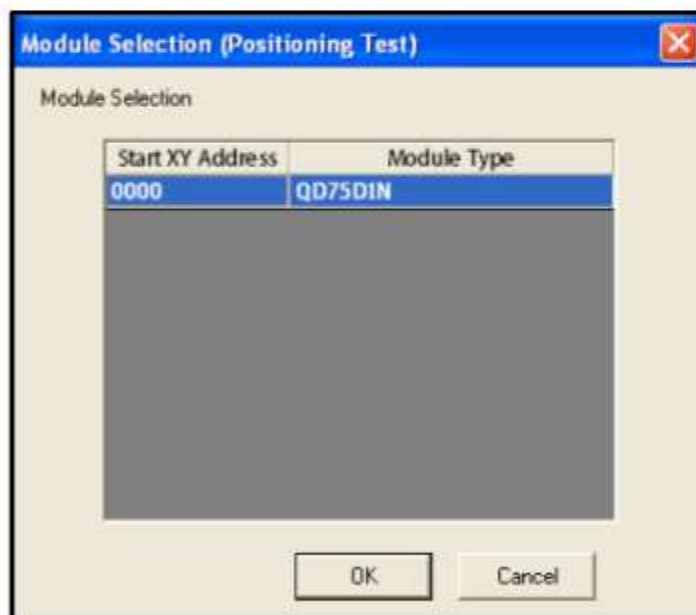 Module Selection (Positioning Test)
Module Selection
Start XY Address Module Type
0000 QD75D1N
OK Cancel